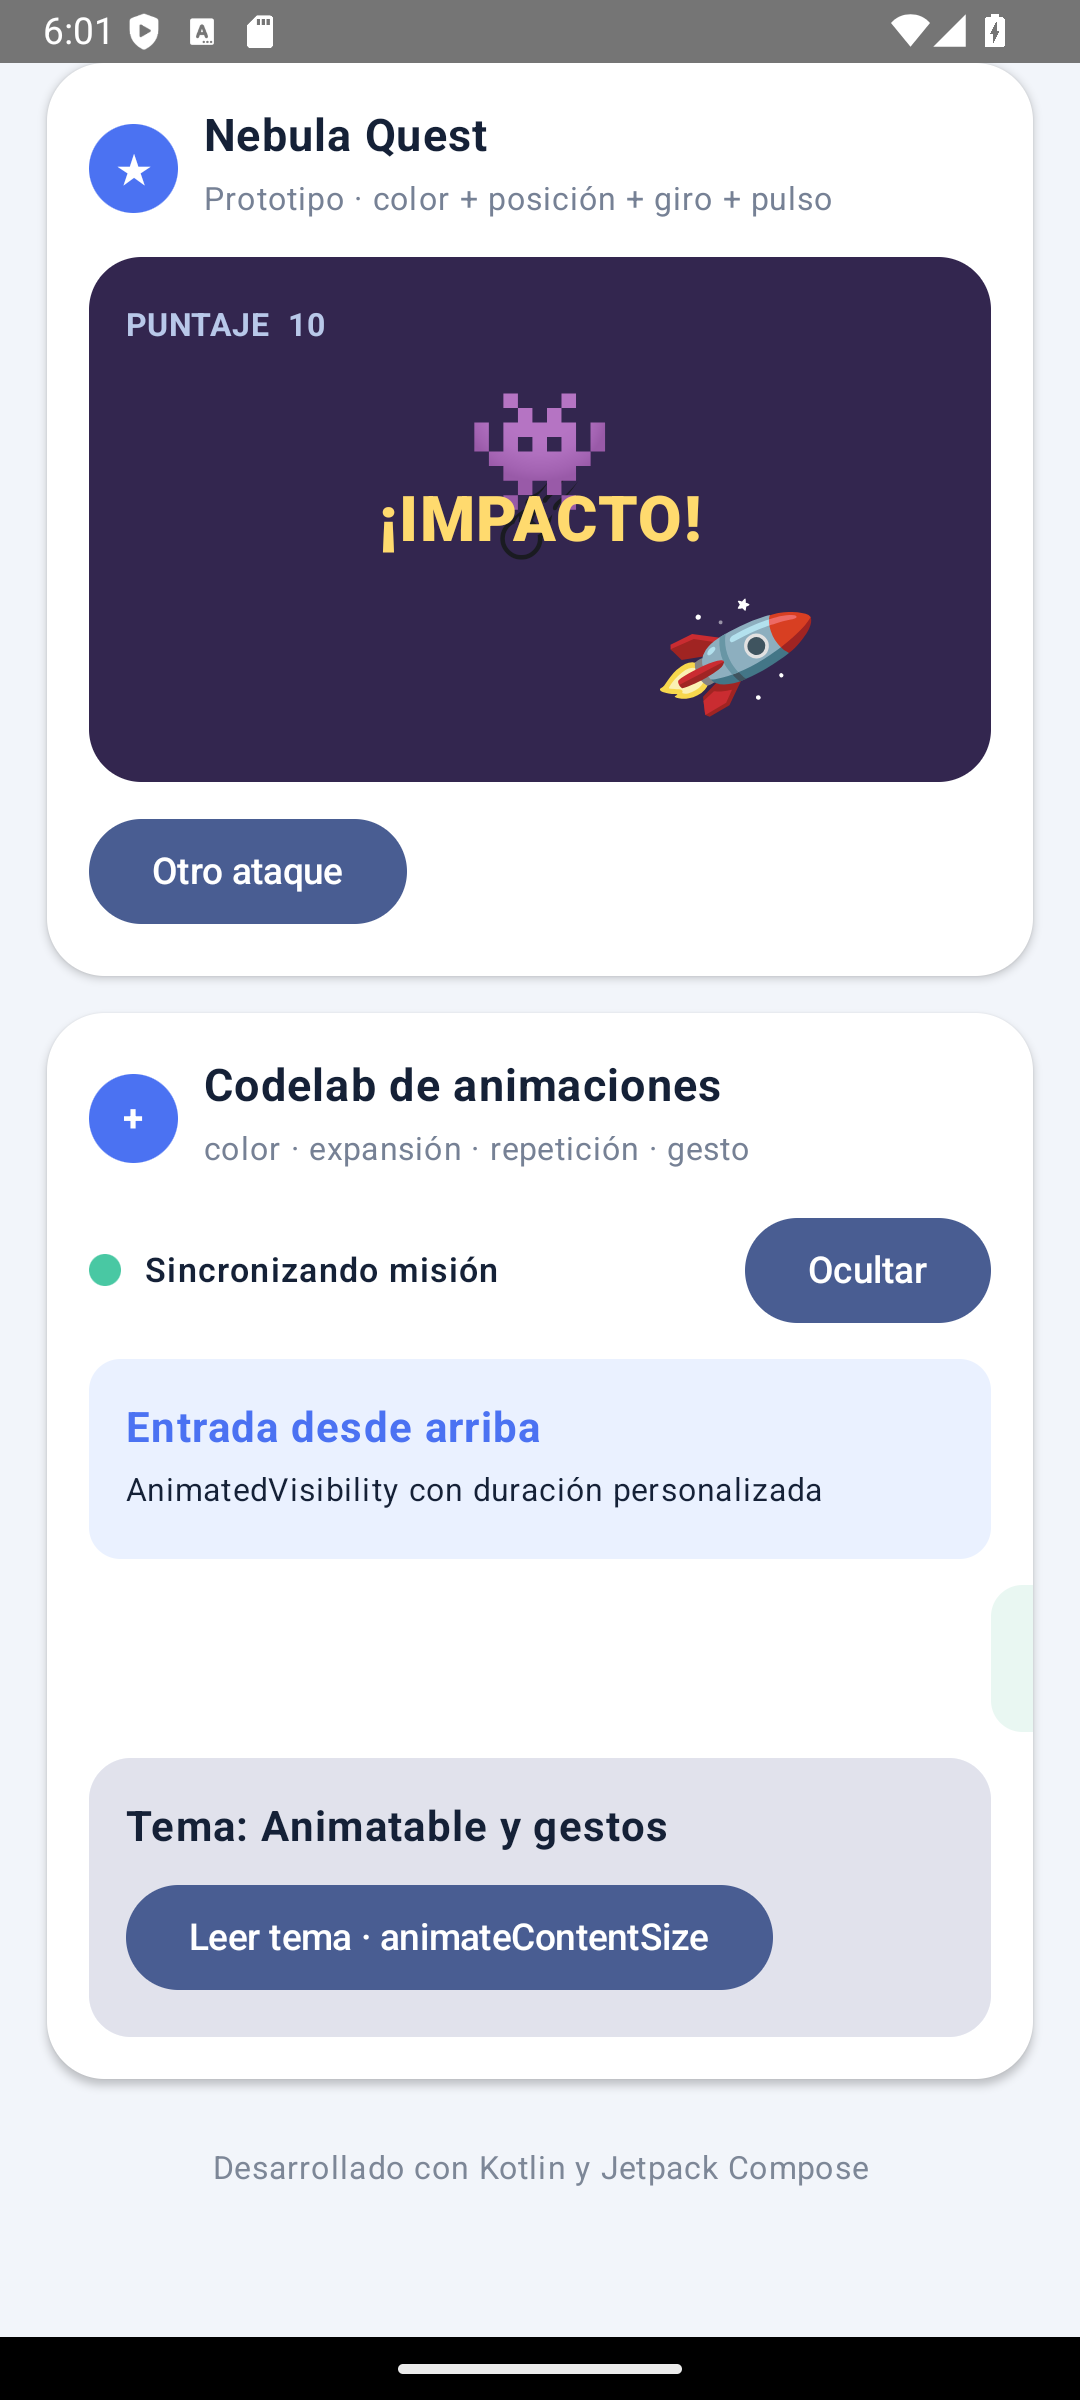 6:01
Nebula Quest
Prototipo · color + posición + giro + pulso
PUNTAJE 10
¡IMPACTO!
Otro ataque
+
Codelab de animaciones
color · expansión · repetición · gesto
Sincronizando misión
Ocultar
Entrada desde arriba
AnimatedVisibility con duración personalizada
Tema: Animatable y gestos
Leer tema · animateContentSize
Desarrollado con Kotlin y Jetpack Compose